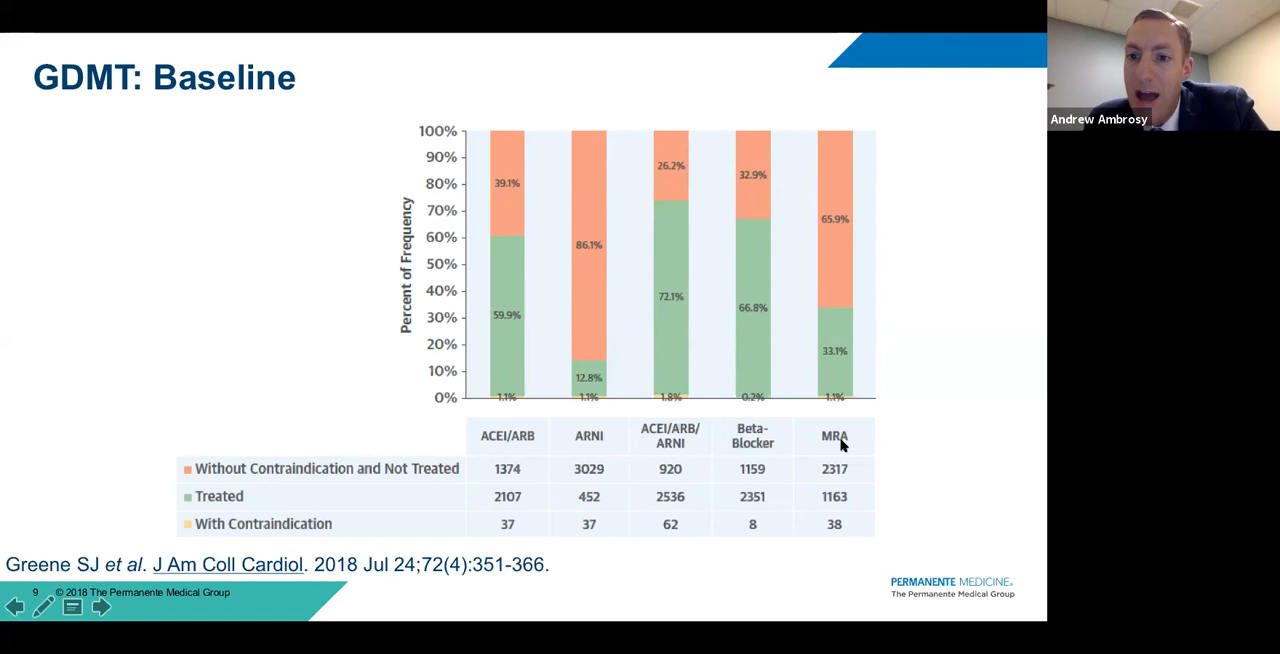 GDMT: Baseline
Andrew Ambrosy
Percent of Frequency
100%
90%
80%
70%
60%
50%
40%
30%
20%
10%
0%
39.1%
59.9%
1.1%
86.1%
12.8%
1.1%
26.2%
72.1%
1.8%
32.9%
66.8%
0.2%
65.9%
33.1%
1.1%
ACEI/ARB ARNI ACEI/ARB/ARNI Beta-Blocker MRA
Without Contraindication and Not Treated 1374 3029 920 1159 2317
Treated 2107 452 2536 2351 1163
With Contraindication 37 37 62 8 38
Greene SJ et al. J Am Coll Cardiol. 2018 Jul 24;72(4):351-366.
9 © 2018 The Permanente Medical Group
PERMANENTE MEDICINE®
The Permanente Medical Group